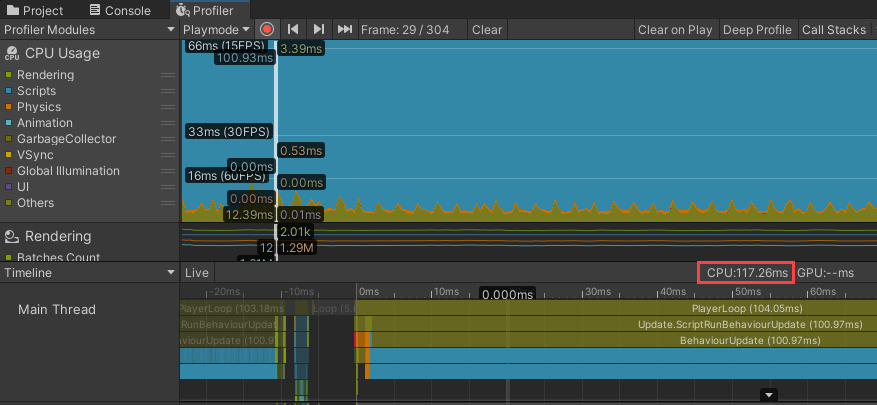 Project Console Profiler
Profiler Modules Playmode Frame: 29 / 304 Clear Clear on Play Deep Profile Call Stacks
CPU Usage
CPU
Rendering
Scripts
Physics
Animation
GarbageCollector
VSync
Global Illumination
UI
Others
66ms (15FPS)
3.39ms
100.93ms
33ms (30FPS)
0.53ms
0.00ms
16ms (60FPS)
0.00ms
0.00ms
12.39ms
0.01ms
Rendering
Batches Count
2.01k
12
1.29M
Timeline Live CPU:117.26ms GPU:--ms
-20ms -10ms 0ms 10ms 0.000ms 30ms 40ms 50ms 60ms
Main Thread
PlayerLoop (103.18ms) Loop (5. PlayerLoop (104.05ms)
RunBehaviourUpdate Update.ScriptRunBehaviourUpdate (100.97ms)
aviourUpdate (100.9 BehaviourUpdate (100.97ms)